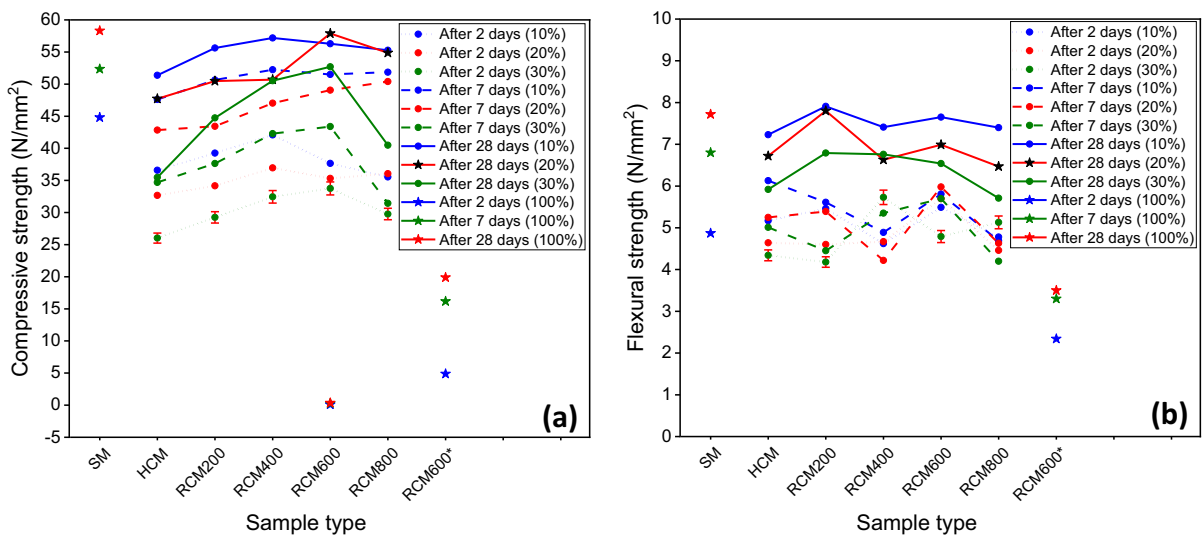 Compressive strength (N/mm²)
60
55
50
45
40
35
30
25
20
15
10
5
0
-5
After 2 days (10%)
After 2 days (20%)
After 2 days (30%)
After 7 days (10%)
After 7 days (20%)
After 7 days (30%)
After 28 days (10%)
After 28 days (20%)
After 28 days (30%)
After 2 days (100%)
After 7 days (100%)
After 28 days (100%)
(a)
SM
HCM
RCM200
RCM400
RCM600
RCM800
RCM600*
Sample type
Flexural strength (N/mm²)
10
9
8
7
6
5
4
3
2
1
0
After 2 days (10%)
After 2 days (20%)
After 2 days (30%)
After 7 days (10%)
After 7 days (20%)
After 7 days (30%)
After 28 days (10%)
After 28 days (20%)
After 28 days (30%)
After 2 days (100%)
After 7 days (100%)
After 28 days (100%)
(b)
SM
HCM
RCM200
RCM400
RCM600
RCM800
RCM600*
Sample type